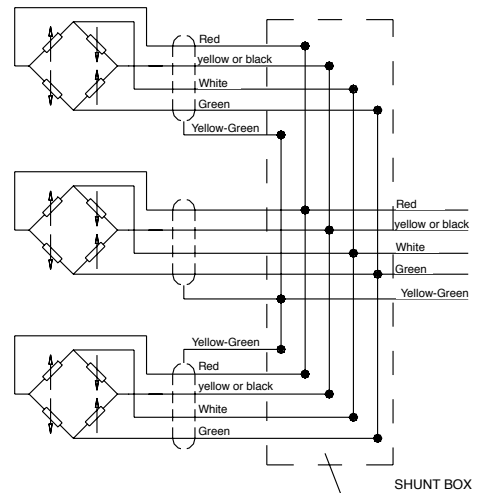 Red
yellow or black
White
Green
Yellow-Green
Red
yellow or black
White
Green
Yellow-Green
Yellow-Green
Red
yellow or black
White
Green
SHUNT BOX